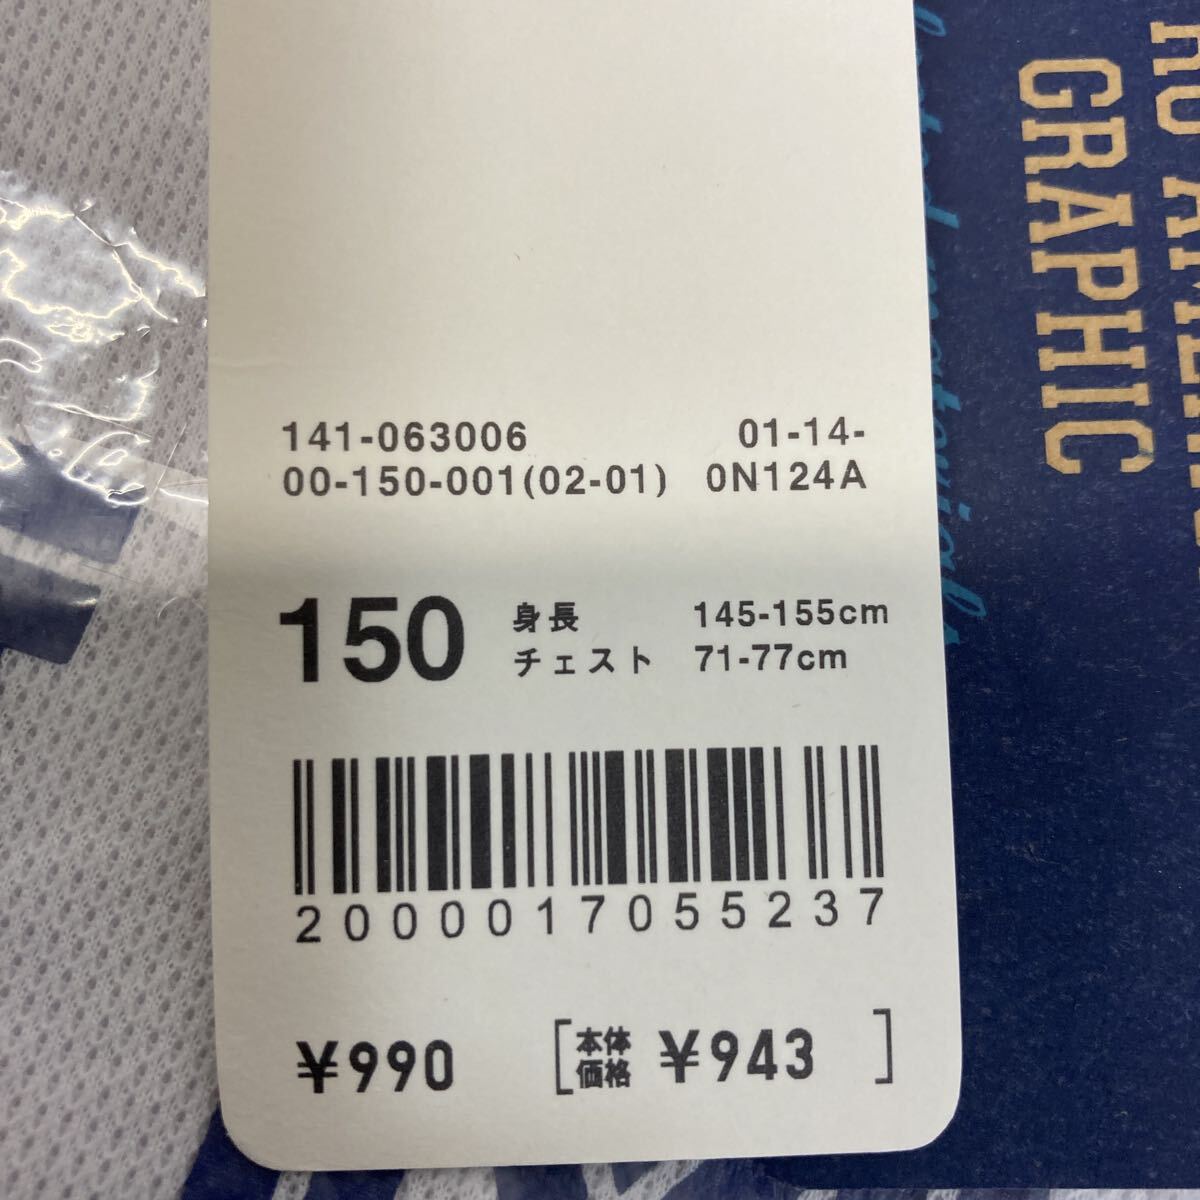 141-063006 01-14-
00-150-001(02-01) 0N124A
150 身長 145-155cm
チェスト 71-77cm
2000017055237
¥990 [本体価格 ¥943 ]
GRAPHIC